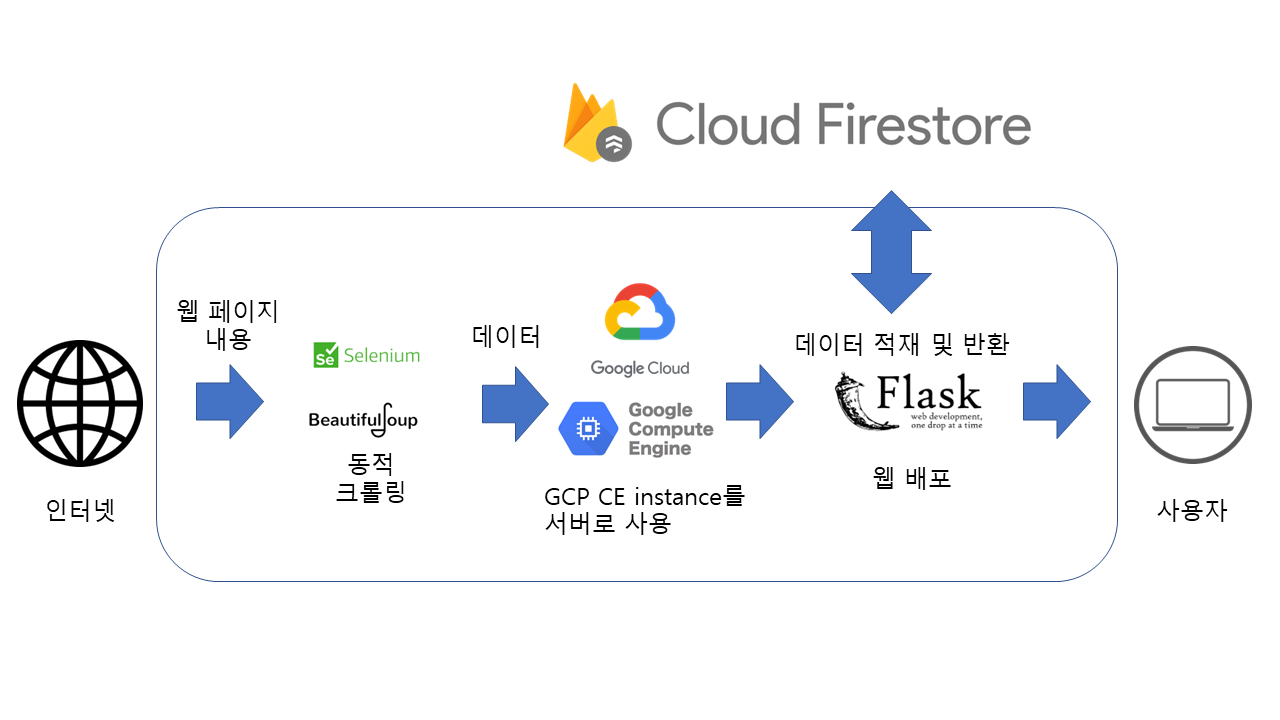 Cloud Firestore
웹 페이지
내용
인터넷
Se Selenium
BeautifulSoup
동적
크롤링
데이터
Google Cloud
Google
Compute
Engine
GCP CE instance를
서버로 사용
데이터 적재 및 반환
Flask
web development,
one drop at a time
웹 배포
사용자